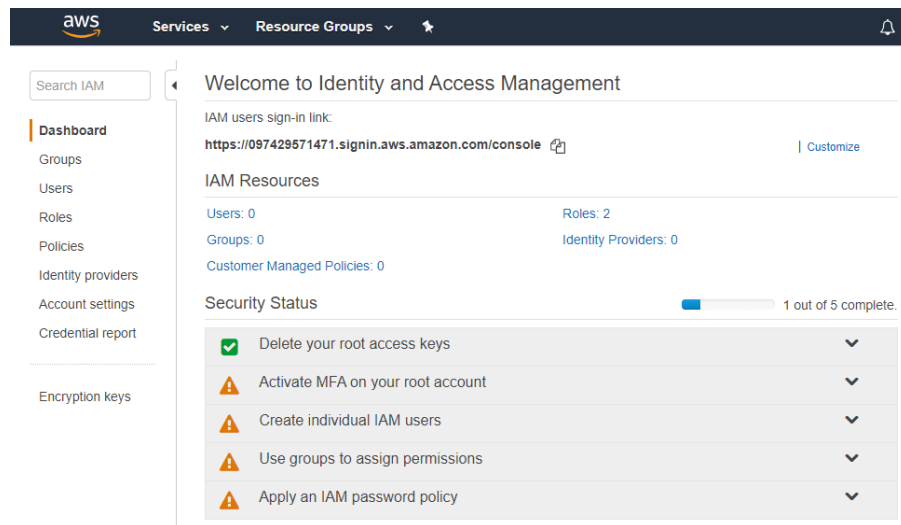 aws Services Resource Groups
Search IAM
Dashboard
Groups
Users
Roles
Policies
Identity providers
Account settings
Credential report
Encryption keys
Welcome to Identity and Access Management
IAM users sign-in link:
https://097429571471.signin.aws.amazon.com/console | Customize
IAM Resources
Users: 0 Roles: 2
Groups: 0 Identity Providers: 0
Customer Managed Policies: 0
Security Status 1 out of 5 complete.
Delete your root access keys
Activate MFA on your root account
Create individual IAM users
Use groups to assign permissions
Apply an IAM password policy